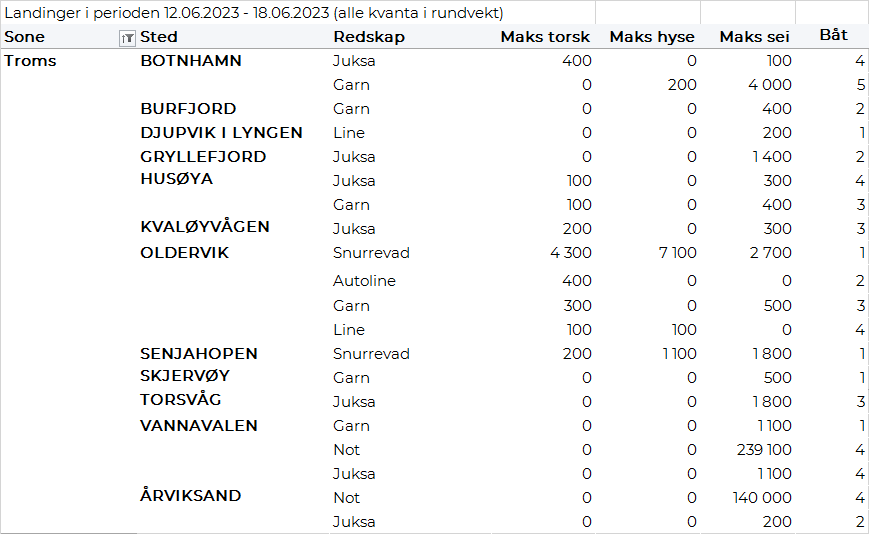 Landinger i perioden 12.06.2023 - 18.06.2023 (alle kvanta i rundvekt)
Sone Sted Redskap Maks torsk Maks hyse Maks sei Båt
Troms BOTNHAMN Juksa 400 0 100 4
Garn 0 200 4 000 5
BURFJORD Garn 0 0 400 2
DJUPVIK I LYNGEN Line 0 0 200 1
GRYLLEFJORD Juksa 0 0 1 400 2
HUSØYA Juksa 100 0 300 4
Garn 100 0 400 3
KVALØYVÅGEN Juksa 200 0 300 3
OLDERVIK Snurrevad 4 300 7 100 2 700 1
Autoline 400 0 0 2
Garn 300 0 500 3
Line 100 100 0 4
SENJAHOPEN Snurrevad 200 1 100 1 800 1
SKJERVØY Garn 0 0 500 1
TORSVÅG Juksa 0 0 1 800 3
VANNAVALEN Garn 0 0 1 100 1
Not 0 0 239 100 4
Juksa 0 0 1 100 4
ÅRVIKSAND Not 0 0 140 000 4
Juksa 0 0 200 2